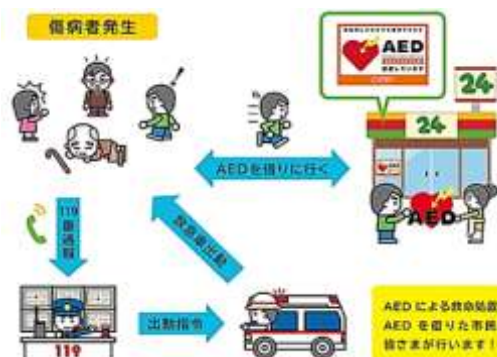 傷病者発生
AED
24
24
AEDを借りに行く
AED
119
番通報
救急車出動
出動指令
119
AEDによる救命処置
AEDを借りた市民
皆さまが行います!